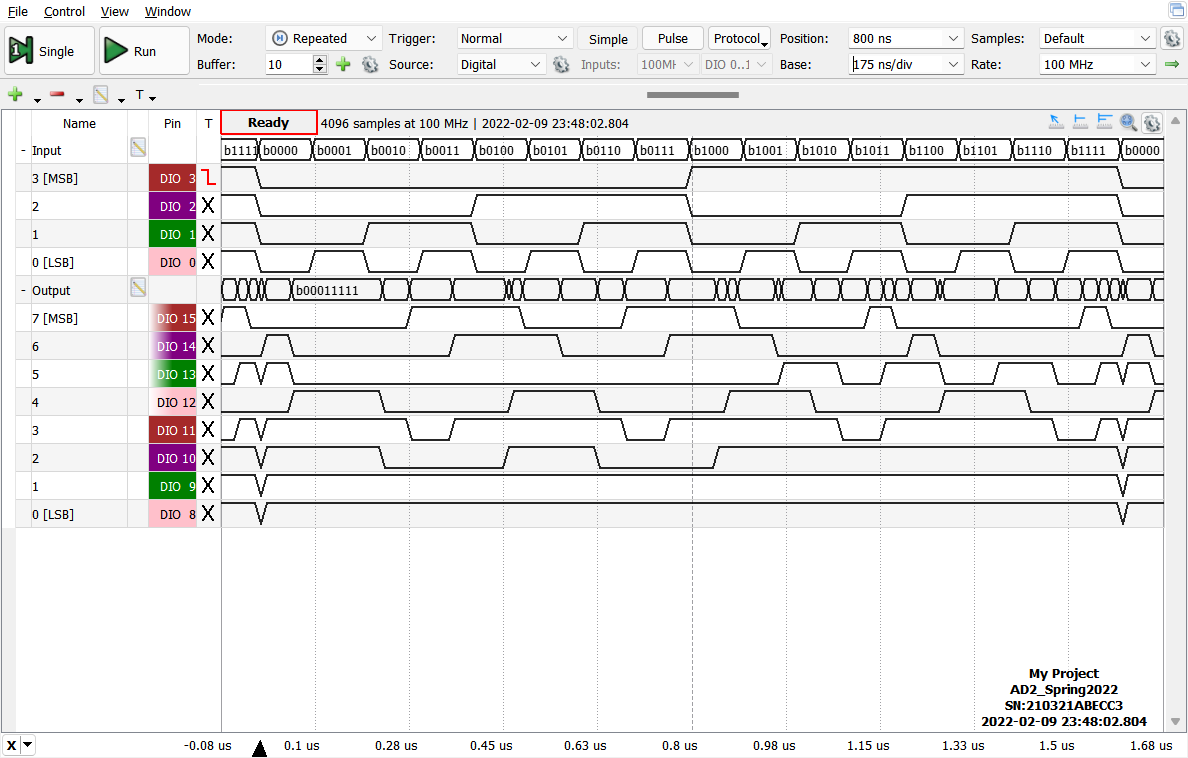 File Control View Window
Single Run Mode: Repeated Trigger: Normal Simple Pulse Protocol Position: 800 ns Samples: Default
Buffer: 10 Source: Digital Inputs: 100MH DIO 0..1 Base: 175 ns/div Rate: 100 MHz
T
Name Pin T Ready 4096 samples at 100 MHz | 2022-02-09 23:48:02.804
- Input b1111 b0000 b0001 b0010 b0011 b0100 b0101 b0110 b0111 b1000 b1001 b1010 b1011 b1100 b1101 b1110 b1111 b0000
3 [MSB] DIO 3
2 DIO 2 X
1 DIO 1 X
0 [LSB] DIO 0 X
- Output b00011111
7 [MSB] DIO 15 X
6 DIO 14 X
5 DIO 13 X
4 DIO 12 X
3 DIO 11 X
2 DIO 10 X
1 DIO 9 X
0 [LSB] DIO 8 X
My Project
AD2_Spring2022
SN:210321ABECC3
2022-02-09 23:48:02.804
X -0.08 us 0.1 us 0.28 us 0.45 us 0.63 us 0.8 us 0.98 us 1.15 us 1.33 us 1.5 us 1.68 us